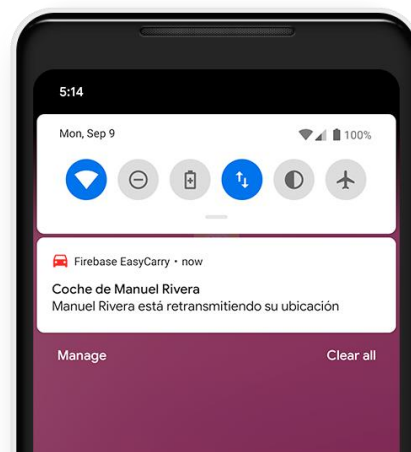 5:14
Mon, Sep 9
100%
Firebase EasyCarry • now
Coche de Manuel Rivera
Manuel Rivera está retransmitiendo su ubicación
Manage
Clear all